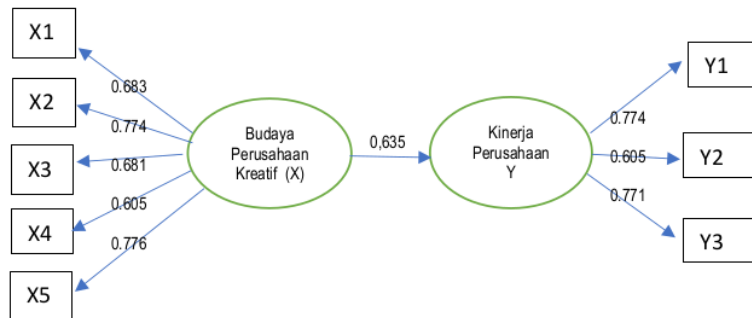 X1
0.683
X2
0.774
X3
0.681
X4
0.605
X5
0.776
Budaya
Perusahaan
Kreatif (X)
0,635
Kinerja
Perusahaan
Y
0.774
Y1
0.605
Y2
0.771
Y3